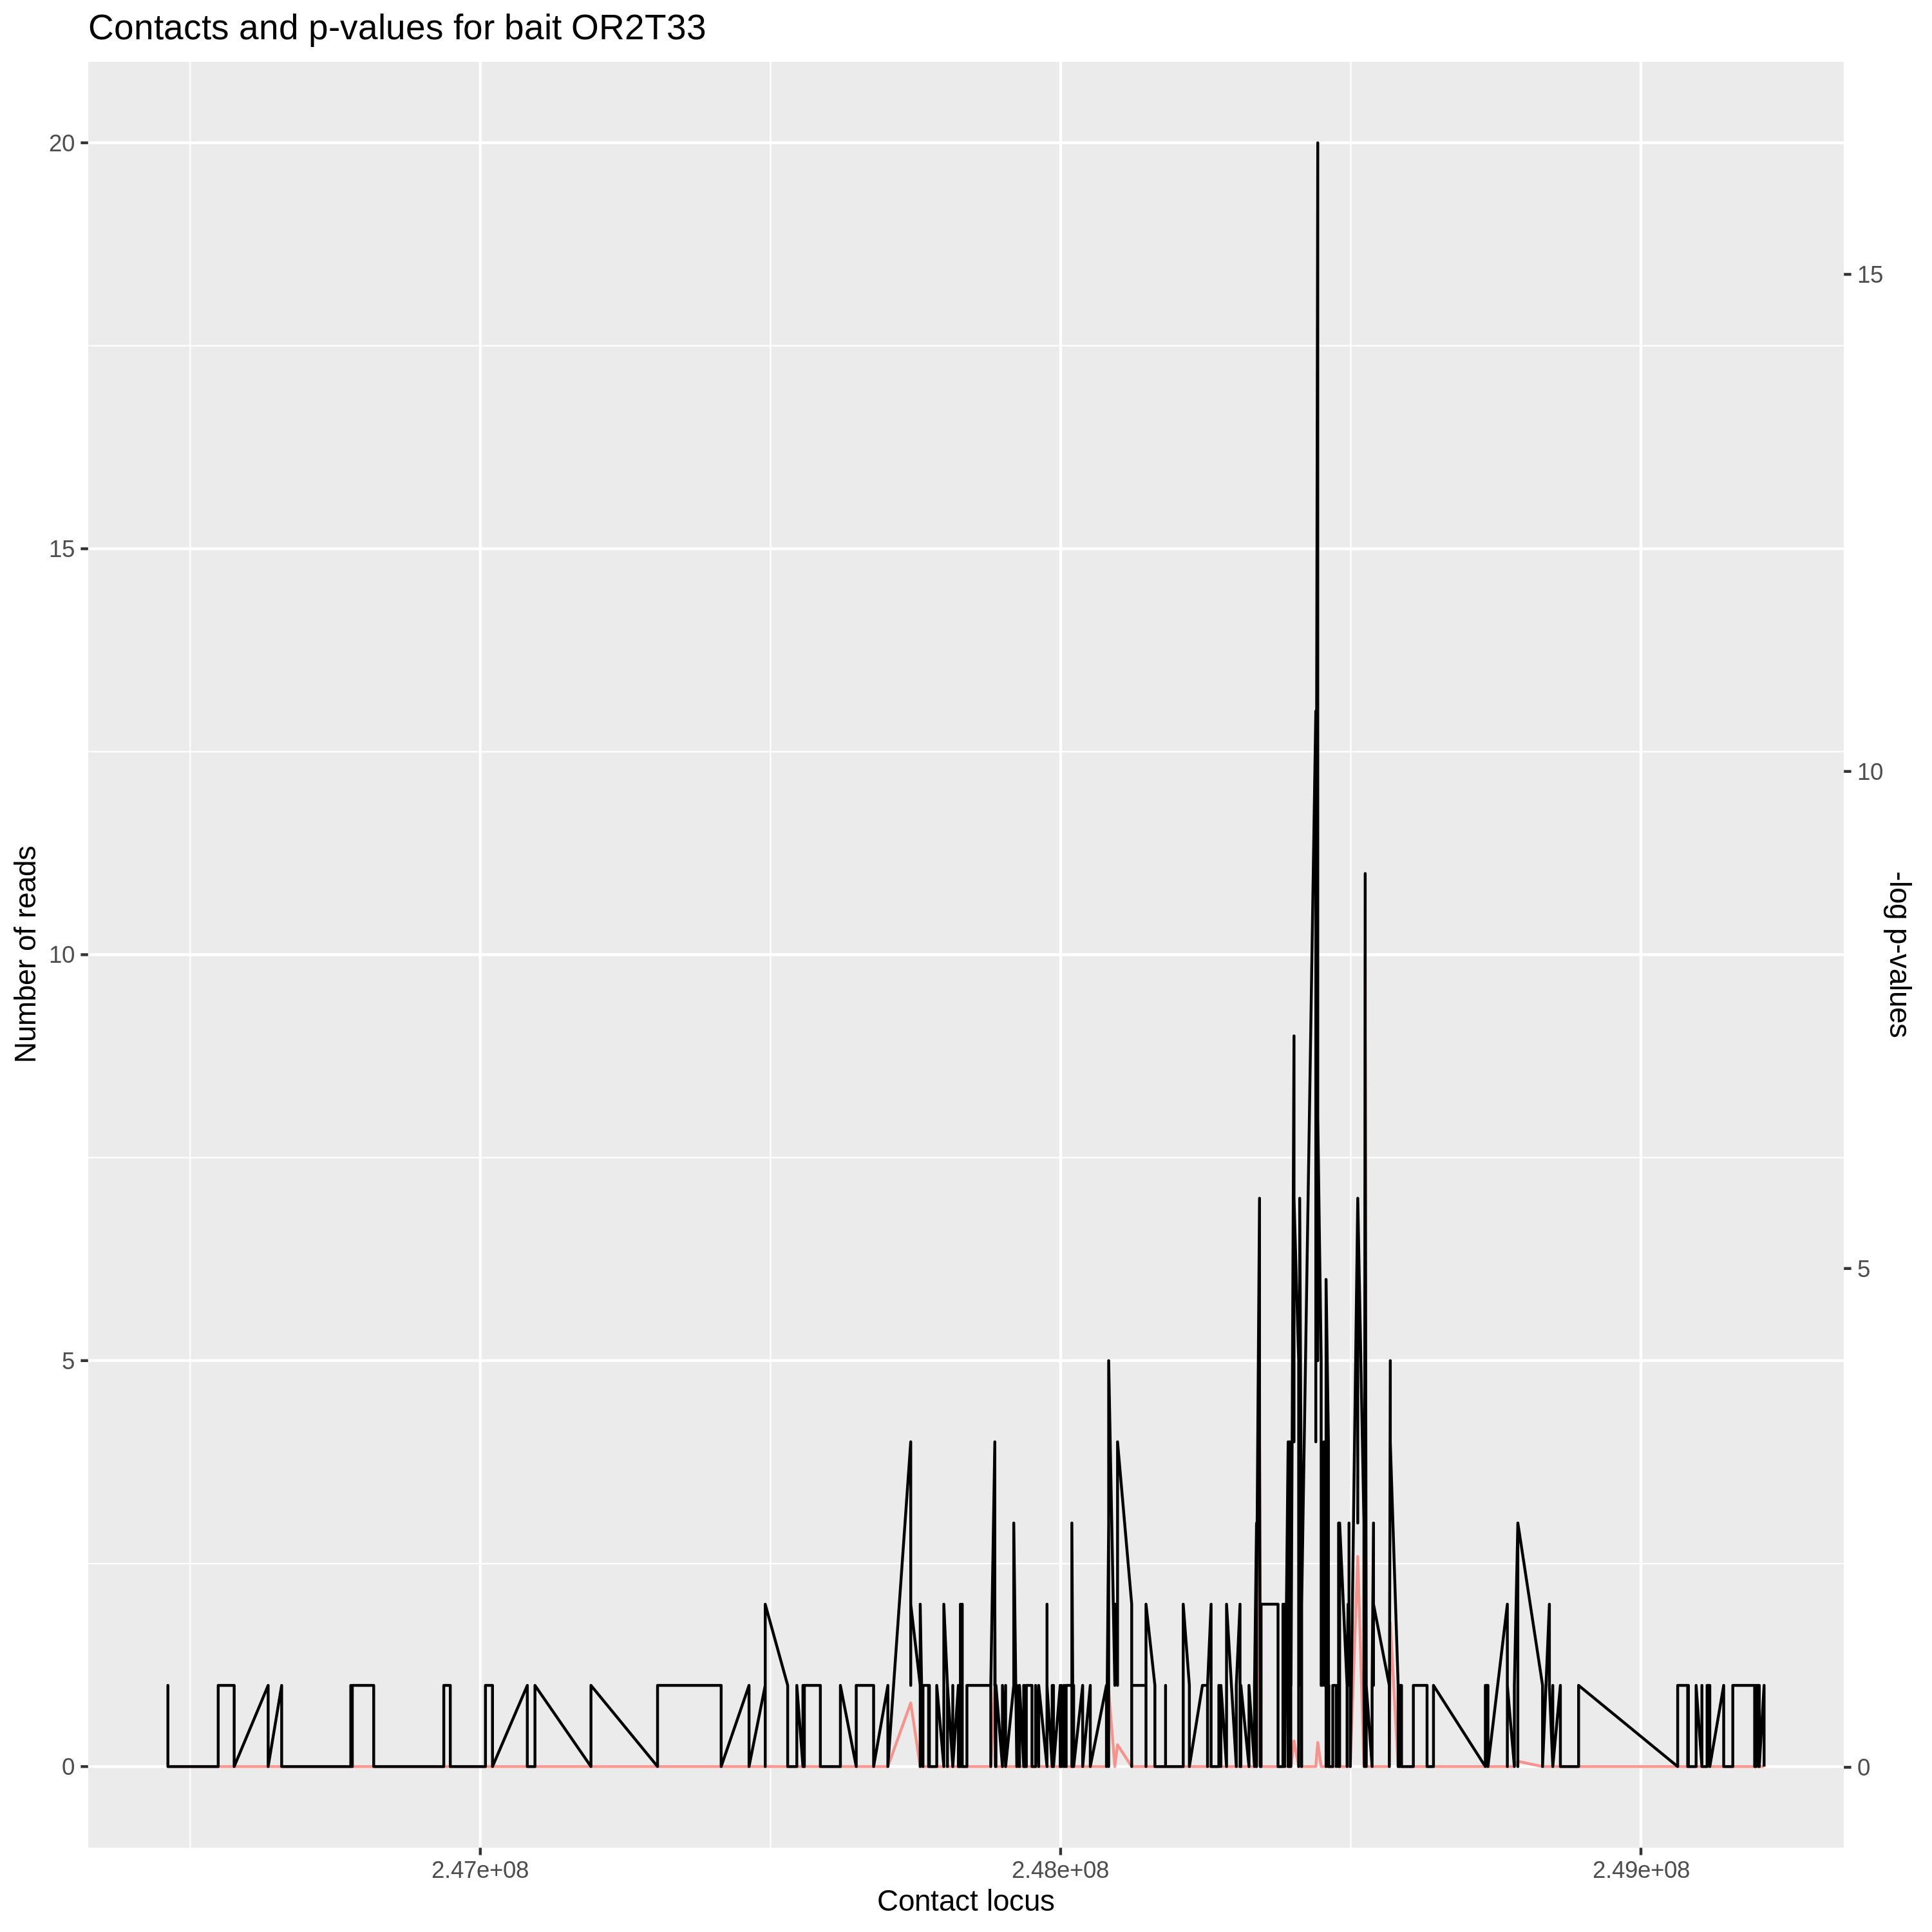 Contacts and p-values for bait OR2T33
20
15
10
5
0
Number of reads
15
10
5
0
-log p-values
2.47e+08 2.48e+08 2.49e+08
Contact locus